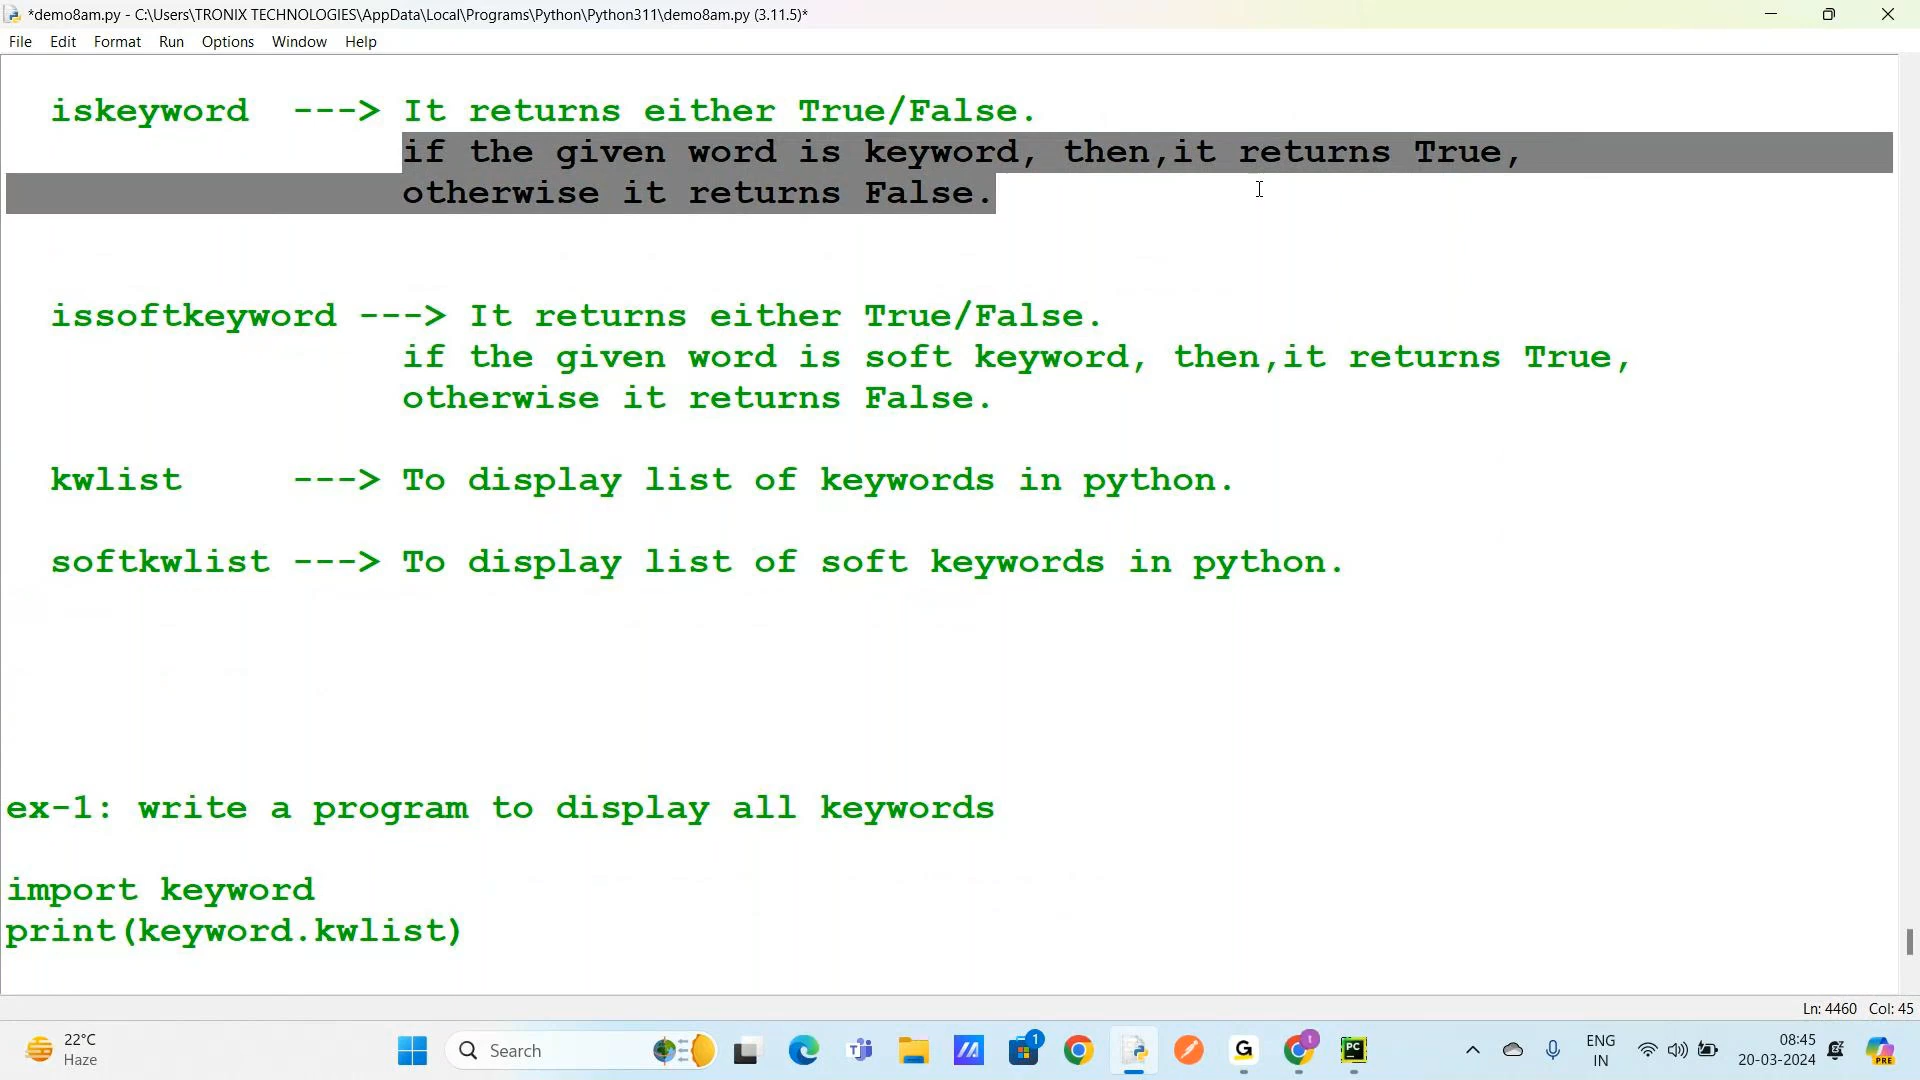 *demo8am.py - C:\Users\TRONIX TECHNOLOGIES\AppData\Local\Programs\Python\Python311\demo8am.py (3.11.5)*
File Edit Format Run Options Window Help
iskeyword ---> It returns either True/False.
if the given word is keyword, then,it returns True,
otherwise it returns False.
issoftkeyword ---> It returns either True/False.
if the given word is soft keyword, then,it returns True,
otherwise it returns False.
kwlist ---> To display list of keywords in python.
softkwlist ---> To display list of soft keywords in python.
ex-1: write a program to display all keywords
import keyword
print(keyword.kwlist)
Ln: 4460 Col: 45
22°C
Haze
Search
1
G
t
PC
ENG
IN
08:45
20-03-2024
PRE